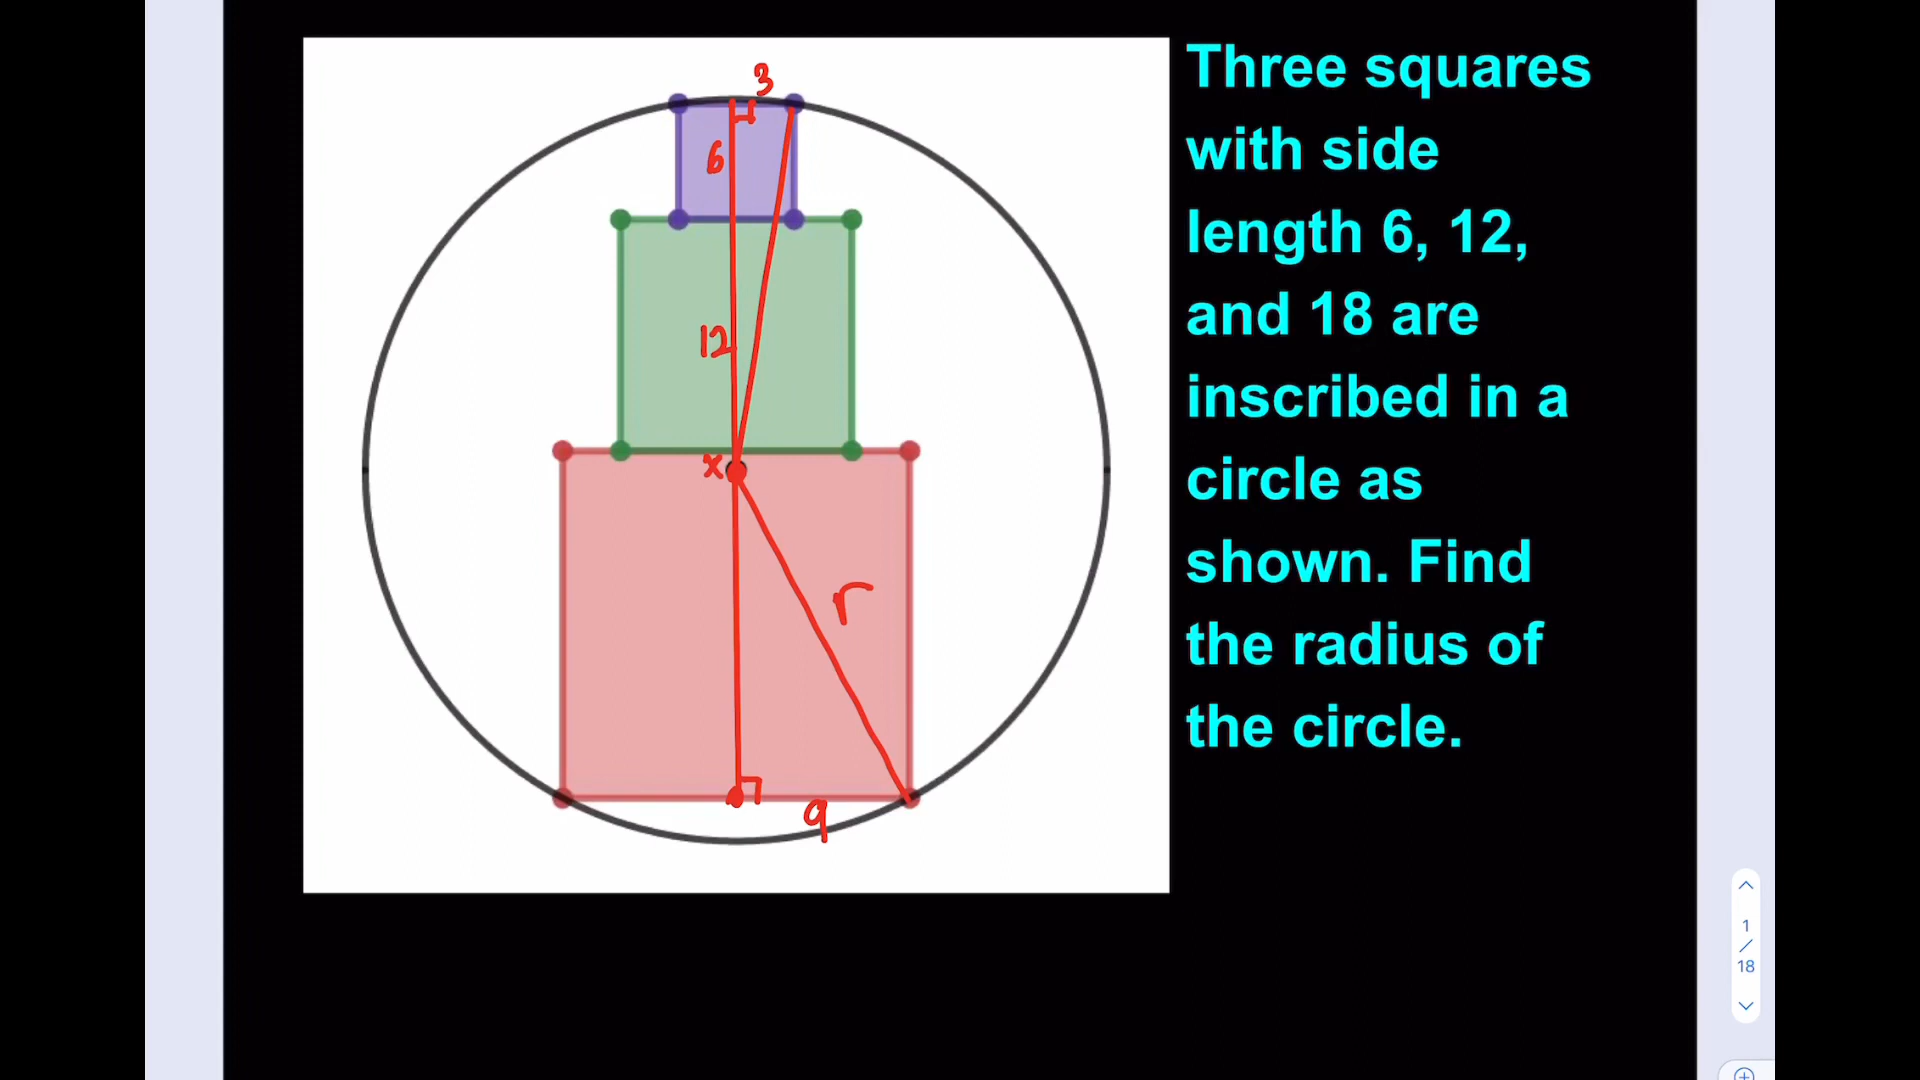 Three squares
with side
length 6, 12,
and 18 are
inscribed in a
circle as
shown. Find
the radius of
the circle.
3
6
12
x
r
9
1
/
18